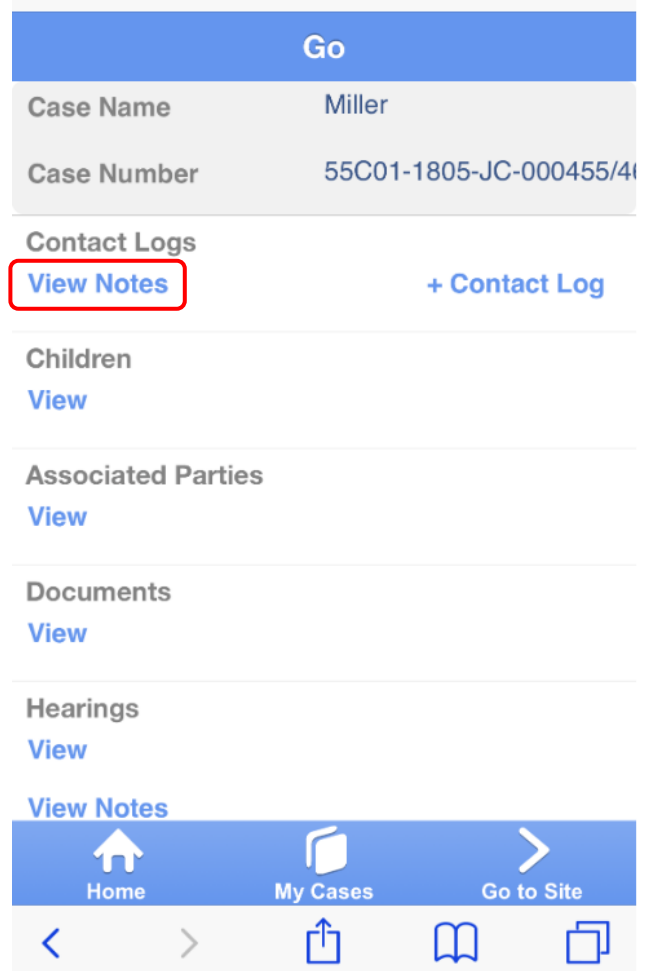 Go
Case Name Miller
Case Number 55C01-1805-JC-000455/4
Contact Logs
View Notes + Contact Log
Children
View
Associated Parties
View
Documents
View
Hearings
View
View Notes
Home My Cases Go to Site